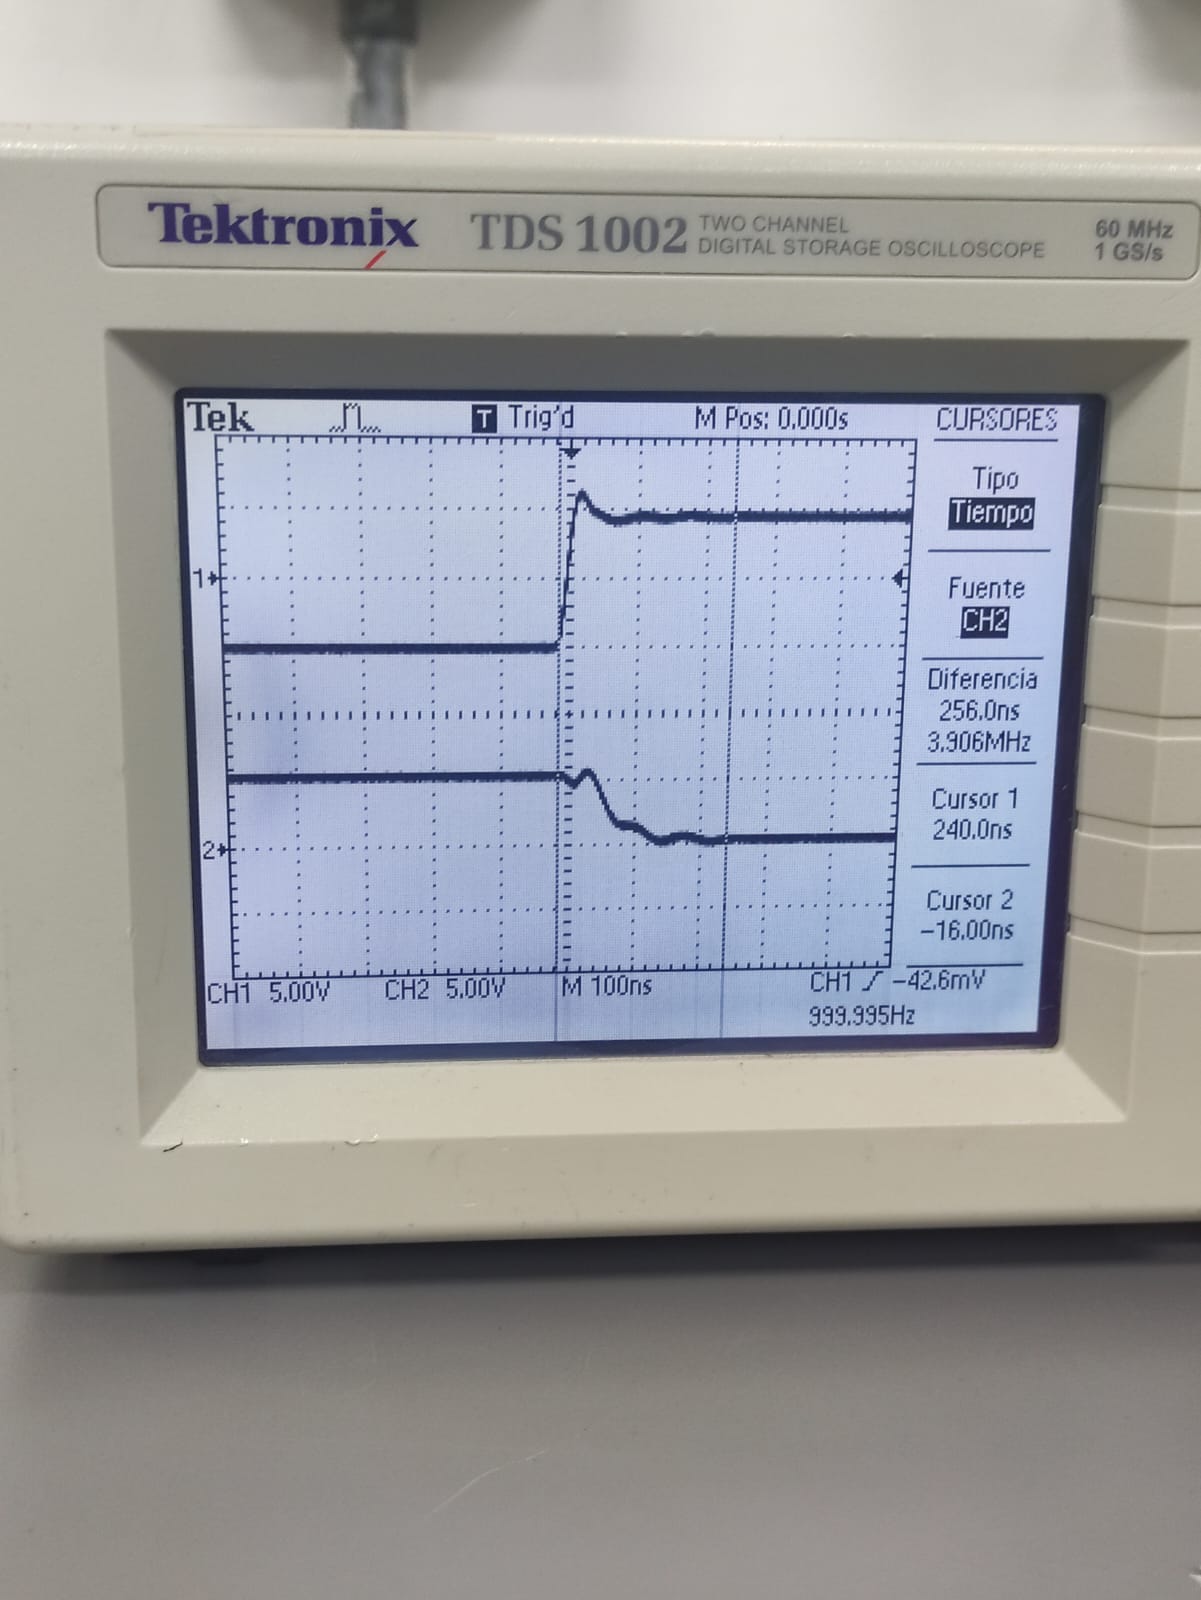 Tektronix TDS 1002 TWO CHANNEL
DIGITAL STORAGE OSCILLOSCOPE
60 MHz
1 GS/s
Tek T Trig'd M Pos: 0.000s CURSORES
Tipo
Tiempo
1
Fuente
CH2
Diferencia
256.0ns
3.906MHz
Cursor 1
240.0ns
2
Cursor 2
-16.00ns
CH1 5.00V CH2 5.00V M 100ns CH1 -42.6mV
999.995Hz